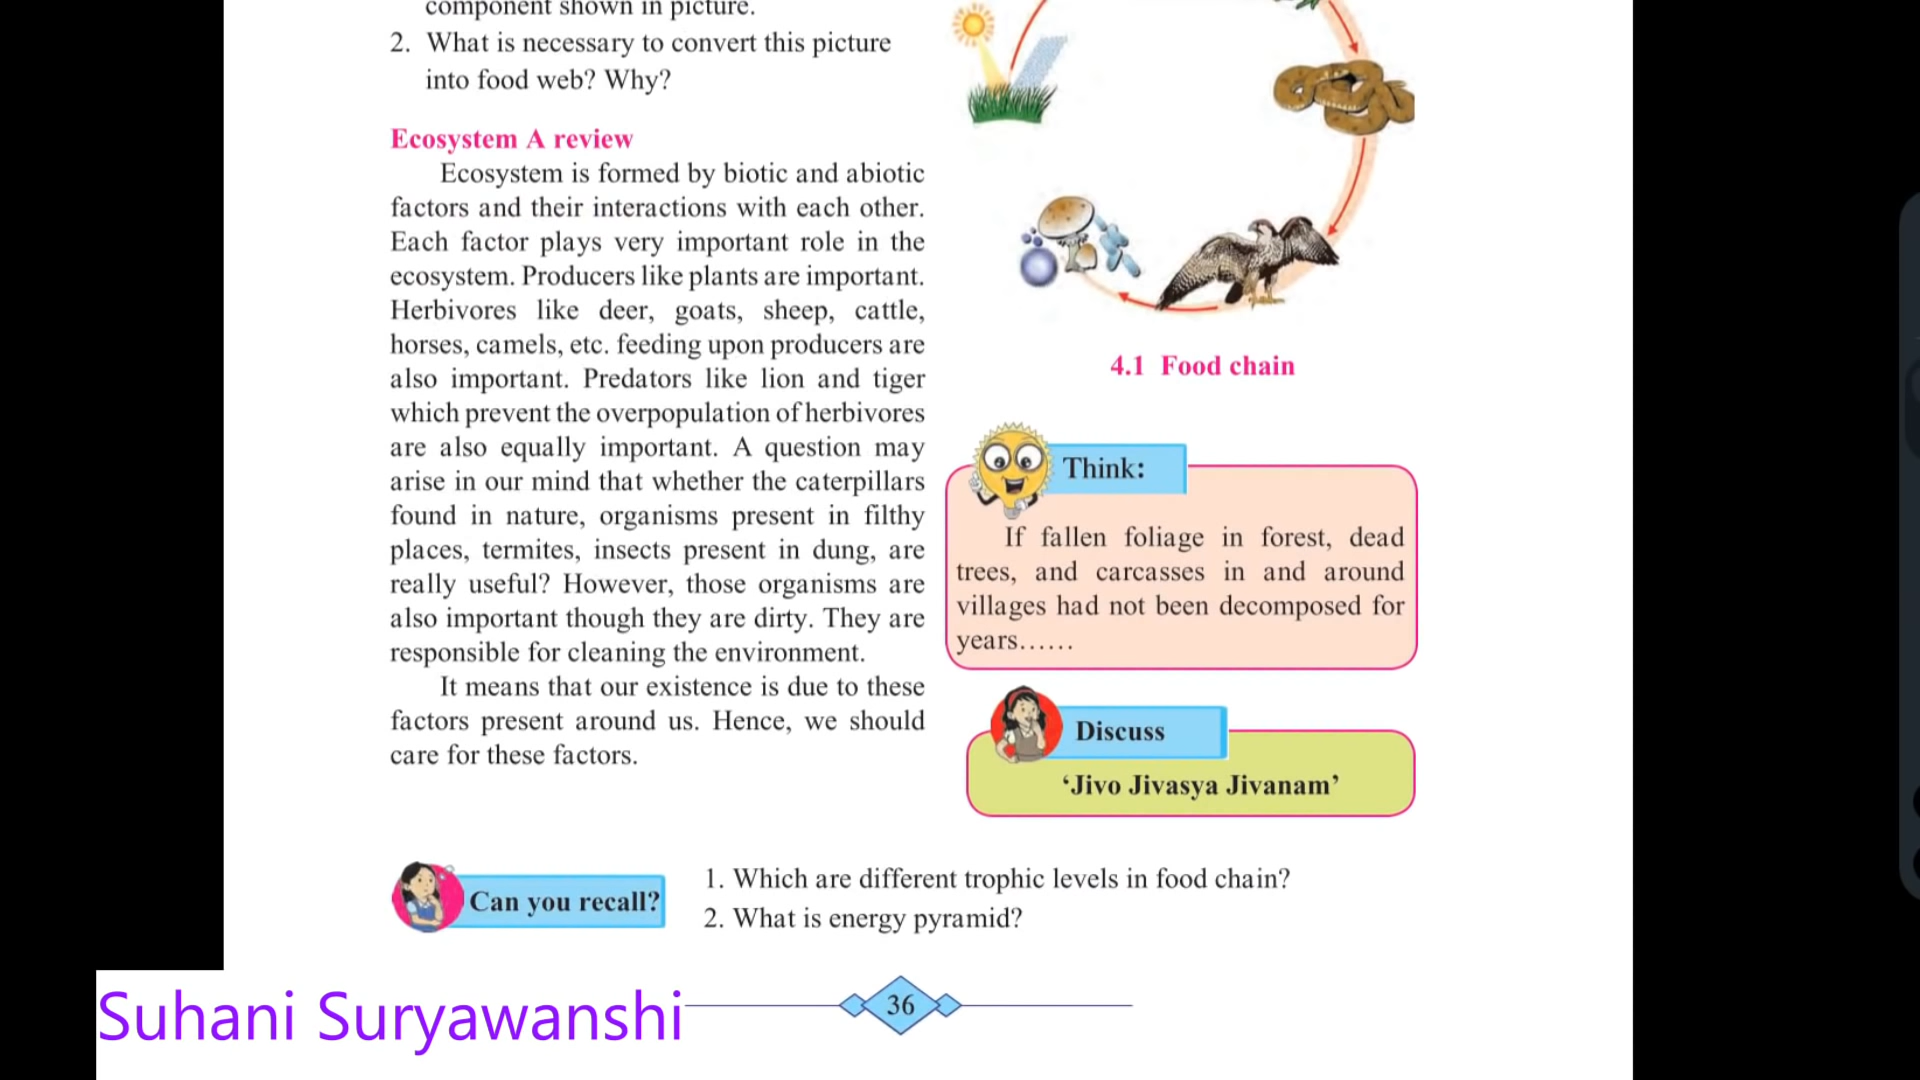 component shown in picture.
2. What is necessary to convert this picture
into food web? Why?
Ecosystem A review
Ecosystem is formed by biotic and abiotic
factors and their interactions with each other.
Each factor plays very important role in the
ecosystem. Producers like plants are important.
Herbivores like deer, goats, sheep, cattle,
horses, camels, etc. feeding upon producers are
also important. Predators like lion and tiger
which prevent the overpopulation of herbivores
are also equally important. A question may
arise in our mind that whether the caterpillars
found in nature, organisms present in filthy
places, termites, insects present in dung, are
really useful? However, those organisms are
also important though they are dirty. They are
responsible for cleaning the environment.
It means that our existence is due to these
factors present around us. Hence, we should
care for these factors.
4.1 Food chain
Think:
If fallen foliage in forest, dead
trees, and carcasses in and around
villages had not been decomposed for
years......
Discuss
‘Jivo Jivasya Jivanam’
Can you recall?
1. Which are different trophic levels in food chain?
2. What is energy pyramid?
36
Suhani Suryawanshi